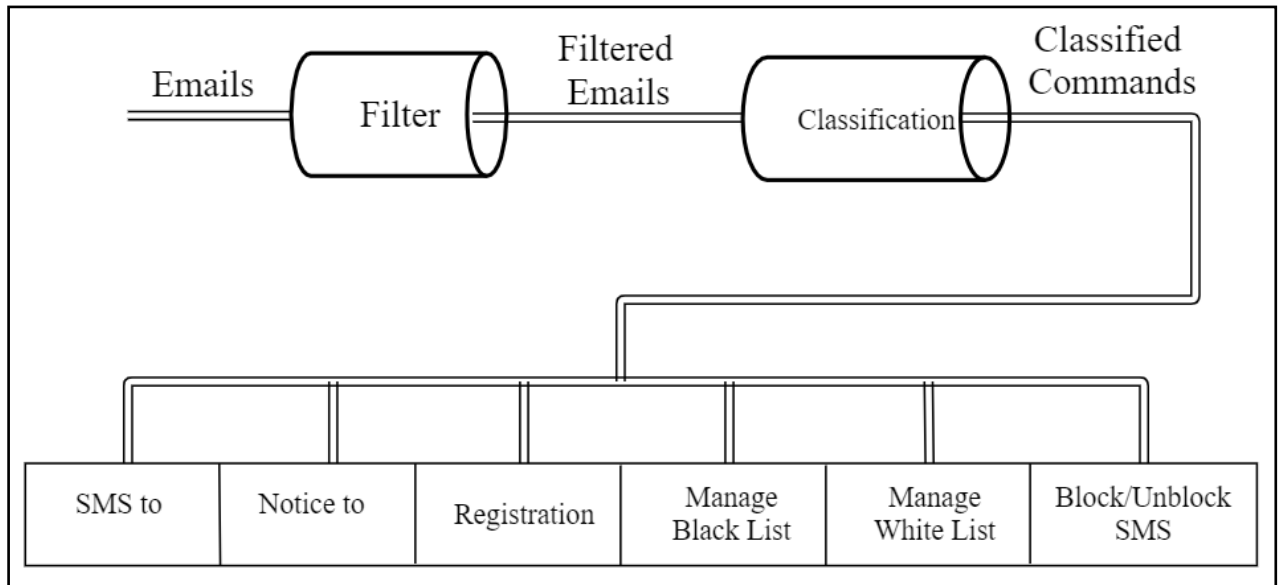 Emails
Filter
Filtered
Emails
Classification
Classified
Commands
SMS to
Notice to
Registration
Manage
Black List
Manage
White List
Block/Unblock
SMS